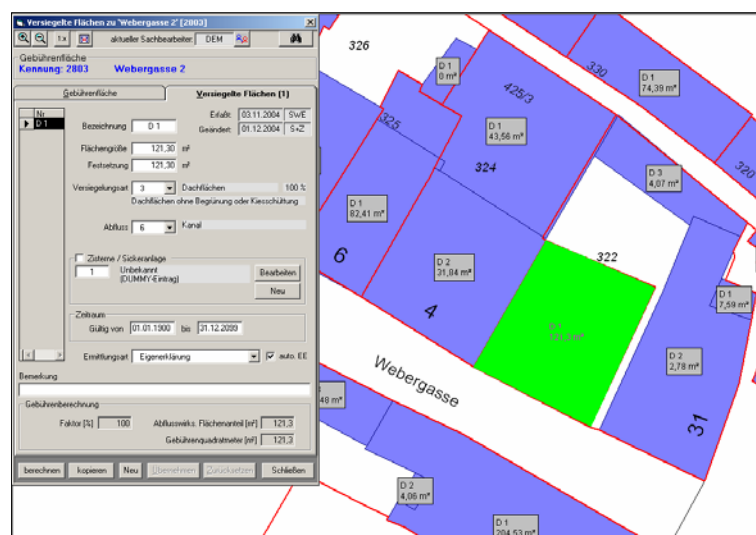 Versiegelte Flächen zu 'Webergasse 2' [2803]
1:x aktueller Sachbearbeiter: DEM
Gebührenfläche
Kennung: 2803 Webergasse 2
Gebührenfläche Versiegelte Flächen [1]
Nr
D 1
Bezeichnung D 1 Erfaßt: 03.11.2004 SWE
Geändert: 01.12.2004 S+Z
Flächengröße 121,30 m²
Festsetzung 121,30 m²
Versiegelungsart 3 Dachflächen 100 %
Dachflächen ohne Begrünung oder Kiesschüttung
Abfluss 6 Kanal
Zisterne / Sickeranlage
1 Unbekannt
(DUMMY-Eintrag)
Bearbeiten
Neu
Zeitraum
Gültig von 01.01.1900 bis 31.12.2099
Ermittlungsart Eigenerklärung auto. EE
Bemerkung
Gebührenberechnung
Faktor [%] 100 Abflusswirks. Flächenanteil [m²] 121,3
Gebührenquadratmeter [m²] 121,3
berechnen kopieren Neu Übernehmen Zurücksetzen Schließen
326
D 1
0 m²
330
D 1
74,39 m²
425/3
325
D 1
43,56 m²
324
320
D 3
4,07 m²
D 1
82,41 m²
6
D 2
31,84 m²
322
4
D 1
7,59 m²
D 1
121,3 m²
D 2
2,78 m²
31
Webergasse
48 m²
D 2
4,06 m²
D 1
204,53 m²